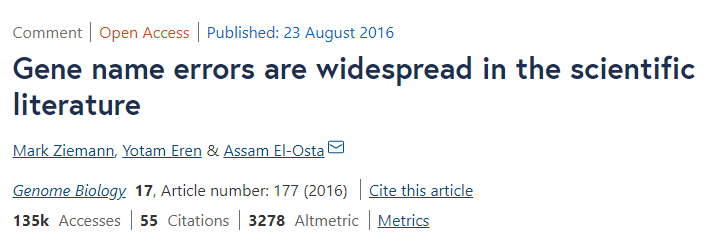 Comment | Open Access | Published: 23 August 2016
Gene name errors are widespread in the scientific
literature
Mark Ziemann, Yotam Eren & Assam El-Osta
Genome Biology 17, Article number: 177 (2016) | Cite this article
135k Accesses | 55 Citations | 3278 Altmetric | Metrics